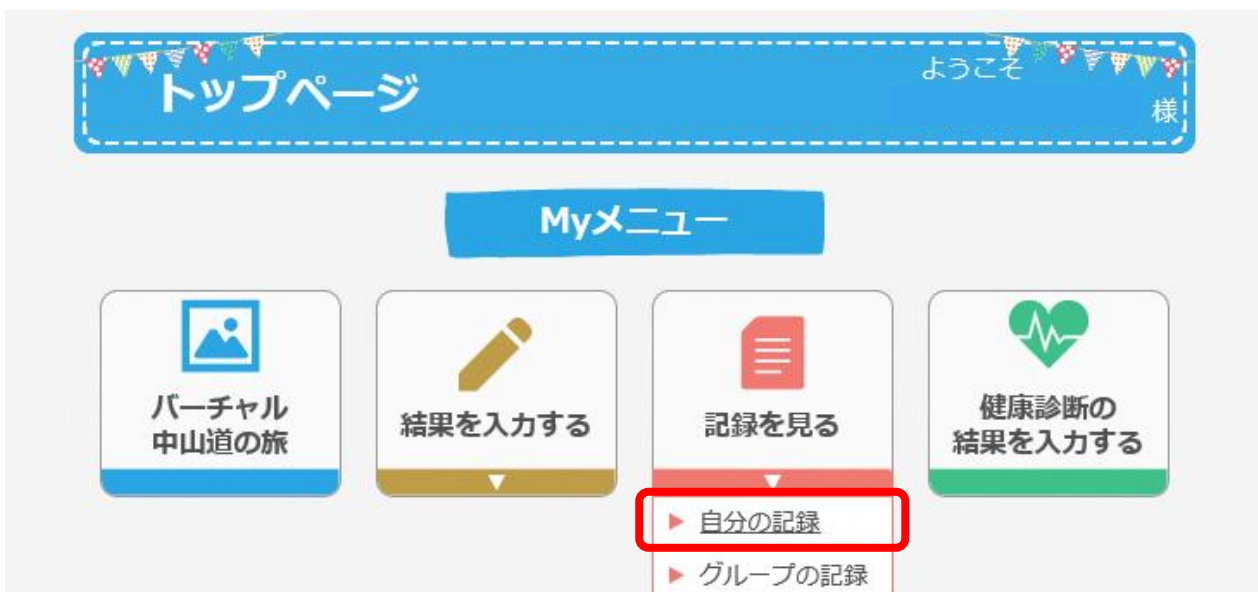 トップページ
ようこそ
様
Myメニュー
バーチャル
中山道の旅
結果を入力する
▼
記録を見る
▼
健康診断の
結果を入力する
▶ 自分の記録
▶ グループの記録